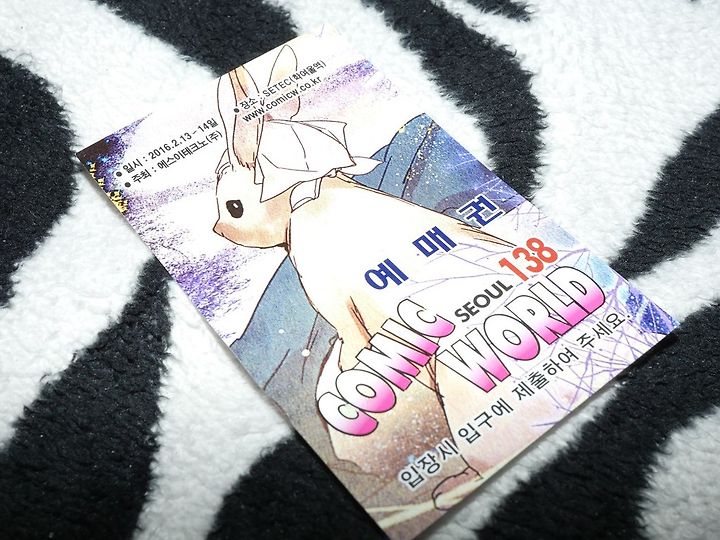 • 일시 : 2016.2.13 - 14일
• 주최 : 에스이테크노(주)
• 장소 : SETEC(학여울역)
www.comicw.co.kr
예매권
SEOUL 138
COMIC WORLD
입장시 입구에 제출하여 주세요.